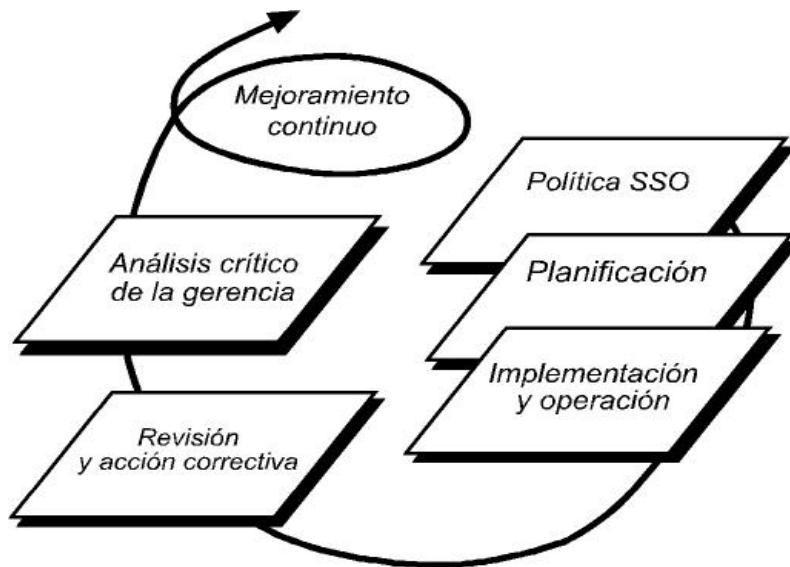 Mejoramiento
continuo
Política SSO
Planificación
Implementación
y operación
Análisis crítico
de la gerencia
Revisión
y acción correctiva